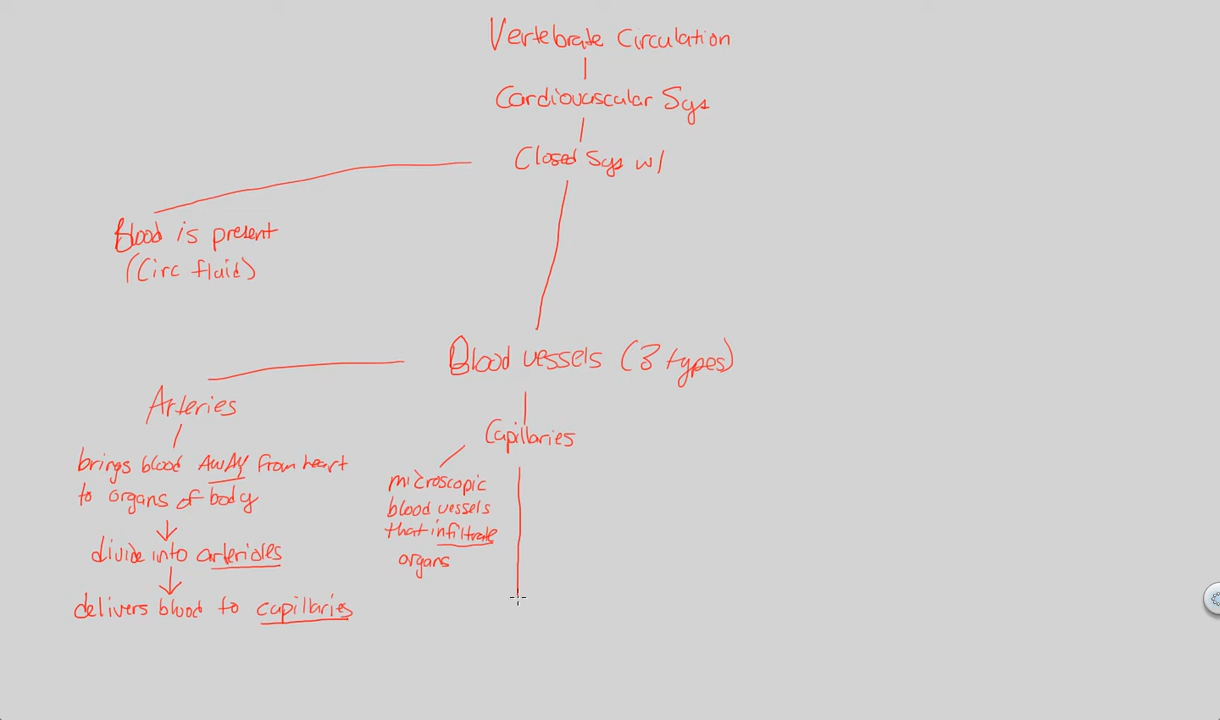 Vertebrate Circulation
Cardiovascular Sys
Closed Sys w/
Blood is present
(Circ fluid)
Blood vessels (3 types)
Arteries
brings blood AWAY from heart
to organs of body
divide into arterioles
delivers blood to capillaries
Capillaries
microscopic
blood vessels
that infiltrate
organs